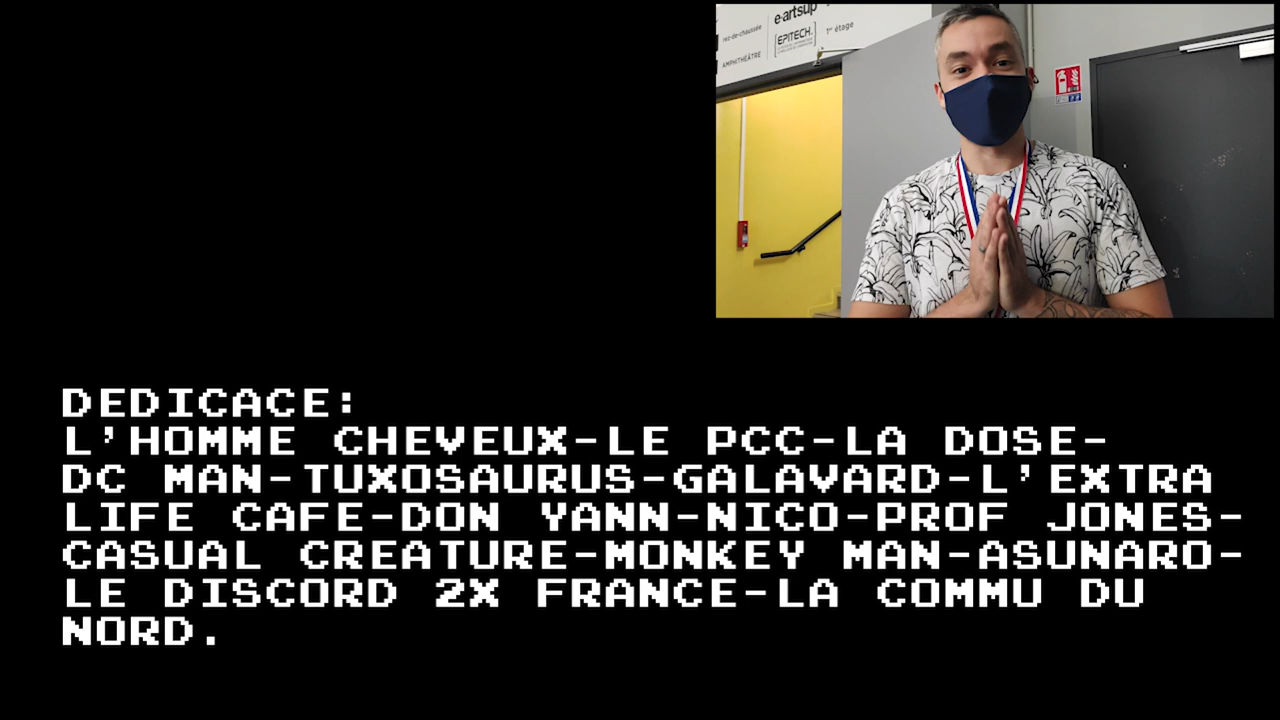 e·artsup
rez-de-chaussée
[EPITECH.]
1er étage
AMPHITHÉÂTRE
DEDICACE:
L'HOMME CHEVEUX-LE PCC-LA DOSE-
DC MAN-TUXOSAURUS-GALAVARD-L'EXTRA
LIFE CAFE-DON YANN-NICO-PROF JONES-
CASUAL CREATURE-MONKEY MAN-ASUNARO-
LE DISCORD 2X FRANCE-LA COMMU DU
NORD.